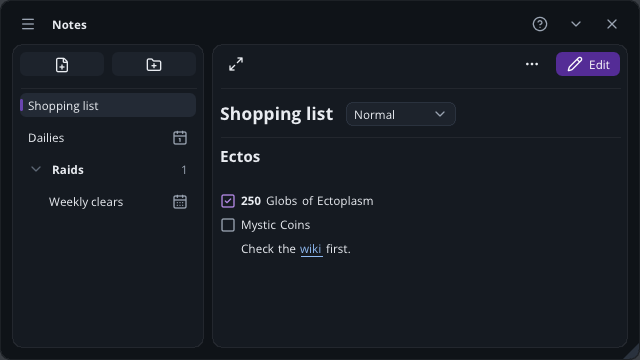 Notes
Edit
Shopping list
Dailies
Raids 1
Weekly clears
Shopping list Normal
Ectos
250 Globs of Ectoplasm
Mystic Coins
Check the wiki first.